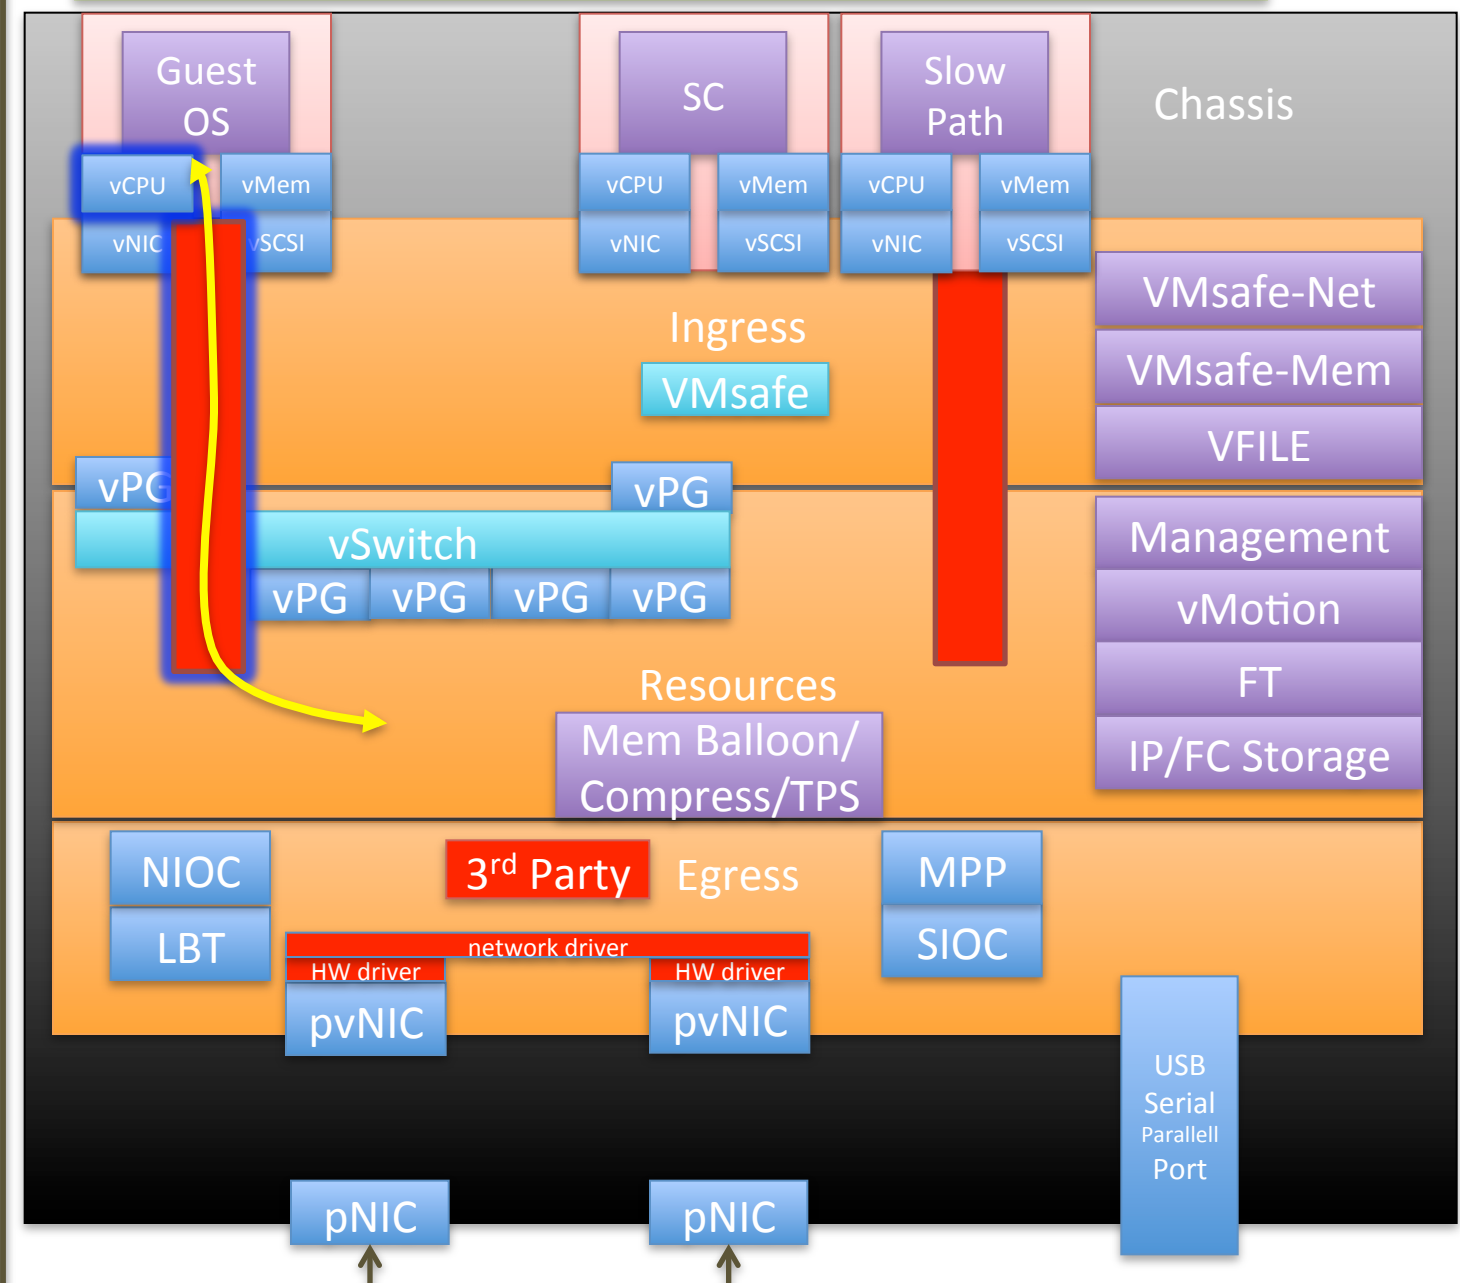 Guest
OS
SC
Slow
Path
Chassis
vCPU
vMem
vCPU
vMem
vCPU
vMem
vNIC
vSCSI
vNIC
vSCSI
vNIC
vSCSI
VMsafe-Net
Ingress
VMsafe-Mem
VMsafe
VFILE
vPG
vPG
vSwitch
Management
vPG
vPG
vPG
vPG
vMotion
Resources
FT
Mem Balloon/
Compress/TPS
IP/FC Storage
NIOC
3rd Party
Egress
MPP
LBT
network driver
SIOC
HW driver
HW driver
pvNIC
pvNIC
USB
Serial
Parallell
Port
pNIC
pNIC